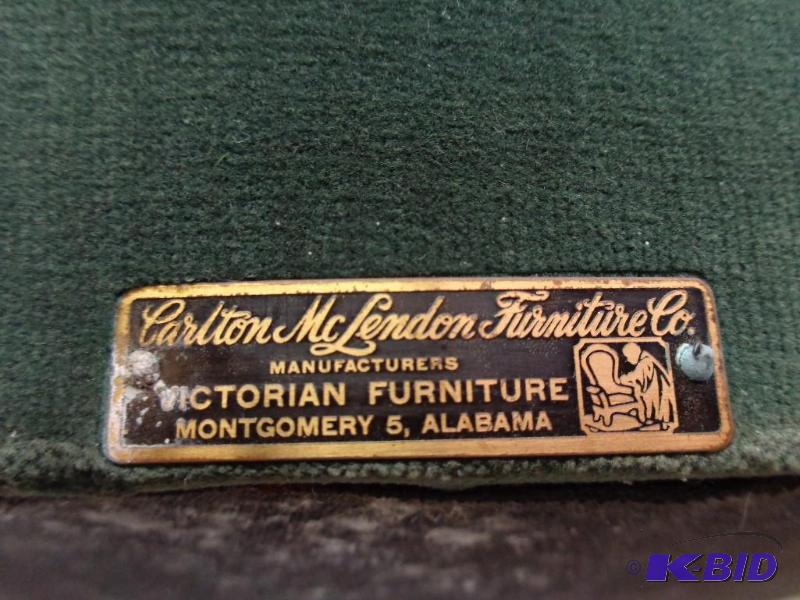 Carlton McLendon Furniture Co.
MANUFACTURERS
VICTORIAN FURNITURE
MONTGOMERY 5, ALABAMA
© K-BID